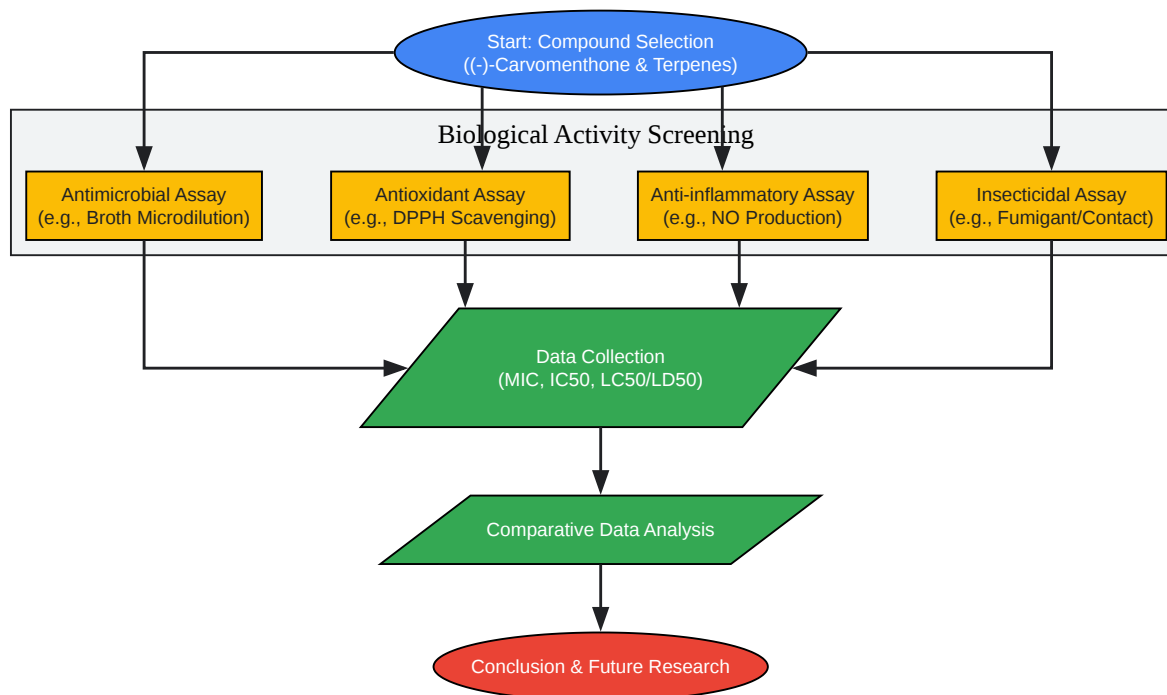 Start: Compound Selection
((-)-Carvomenthone & Terpenes)
Biological Activity Screening
Antimicrobial Assay
(e.g., Broth Microdilution)
Antioxidant Assay
(e.g., DPPH Scavenging)
Anti-inflammatory Assay
(e.g., NO Production)
Insecticidal Assay
(e.g., Fumigant/Contact)
Data Collection
(MIC, IC50, LC50/LD50)
Comparative Data Analysis
Conclusion & Future Research